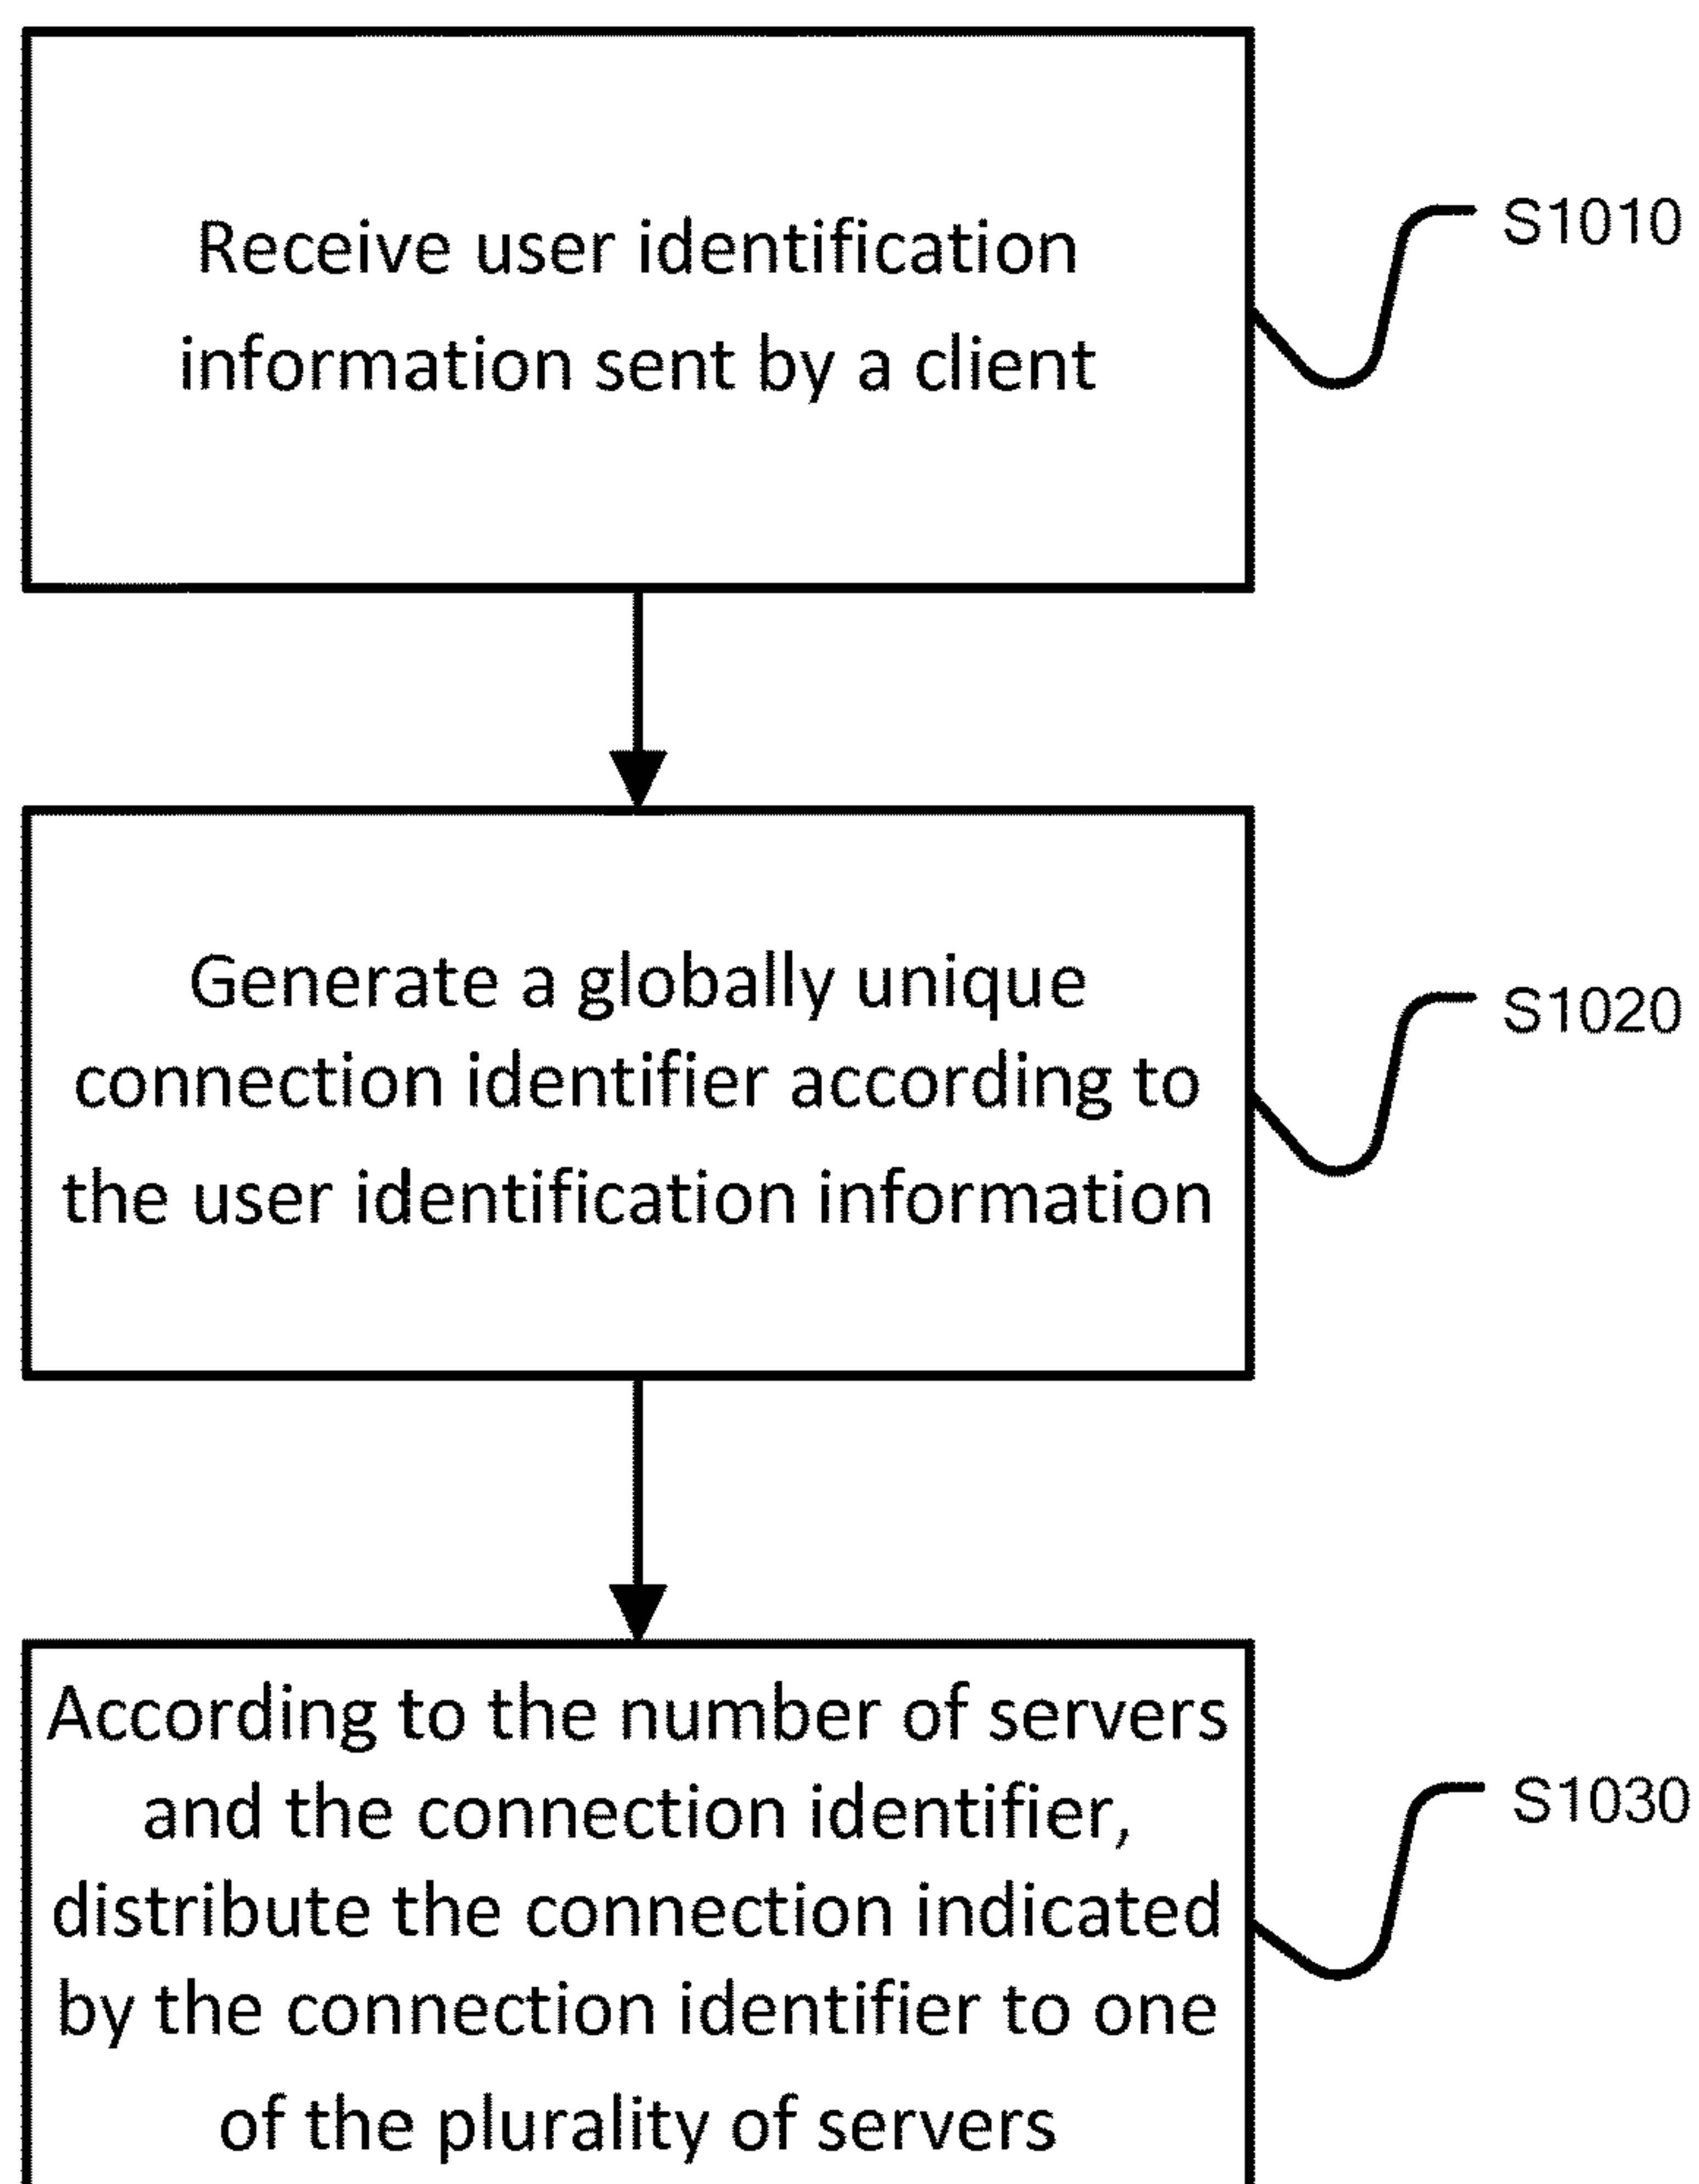 Receive user identification
information sent by a client
S1010
Generate a globally unique
connection identifier according to
the user identification information
S1020
According to the number of servers
and the connection identifier,
distribute the connection indicated
by the connection identifier to one
of the plurality of servers
S1030